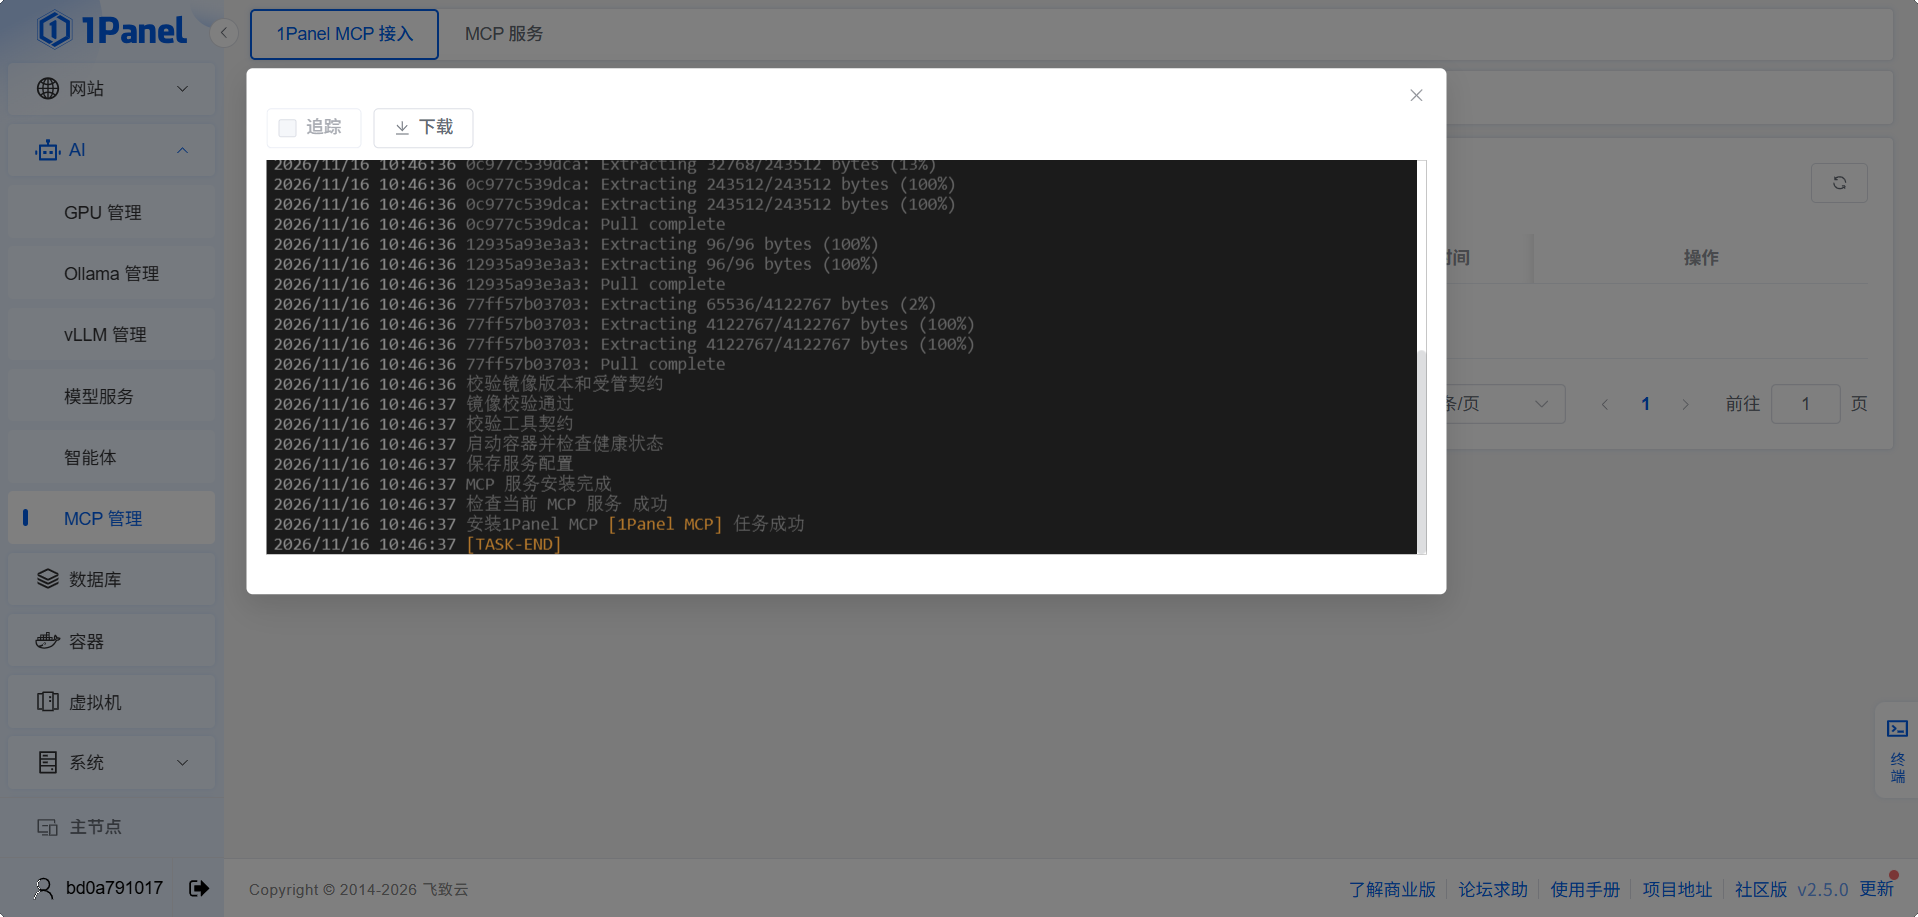 1Panel
1Panel MCP 接入
MCP 服务
网站
AI
GPU 管理
Ollama 管理
vLLM 管理
模型服务
智能体
MCP 管理
数据库
容器
虚拟机
系统
主节点
bd0a791017
追踪
下载
2026/11/16 10:46:36 0c977c539dca: Extracting 32768/243512 bytes (13%)
2026/11/16 10:46:36 0c977c539dca: Extracting 243512/243512 bytes (100%)
2026/11/16 10:46:36 0c977c539dca: Extracting 243512/243512 bytes (100%)
2026/11/16 10:46:36 0c977c539dca: Pull complete
2026/11/16 10:46:36 12935a93e3a3: Extracting 96/96 bytes (100%)
2026/11/16 10:46:36 12935a93e3a3: Extracting 96/96 bytes (100%)
2026/11/16 10:46:36 12935a93e3a3: Pull complete
2026/11/16 10:46:36 77ff57b03703: Extracting 65536/4122767 bytes (2%)
2026/11/16 10:46:36 77ff57b03703: Extracting 4122767/4122767 bytes (100%)
2026/11/16 10:46:36 77ff57b03703: Extracting 4122767/4122767 bytes (100%)
2026/11/16 10:46:36 77ff57b03703: Pull complete
2026/11/16 10:46:36 校验镜像版本和受管契约
2026/11/16 10:46:37 镜像校验通过
2026/11/16 10:46:37 校验工具契约
2026/11/16 10:46:37 启动容器并检查健康状态
2026/11/16 10:46:37 保存服务配置
2026/11/16 10:46:37 MCP 服务安装完成
2026/11/16 10:46:37 检查当前 MCP 服务 成功
2026/11/16 10:46:37 安装1Panel MCP [1Panel MCP] 任务成功
2026/11/16 10:46:37 [TASK-END]
间
操作
条/页
1
前往
1
页
终端
Copyright © 2014-2026 飞致云
了解商业版
论坛求助
使用手册
项目地址
社区版
v2.5.0
更新